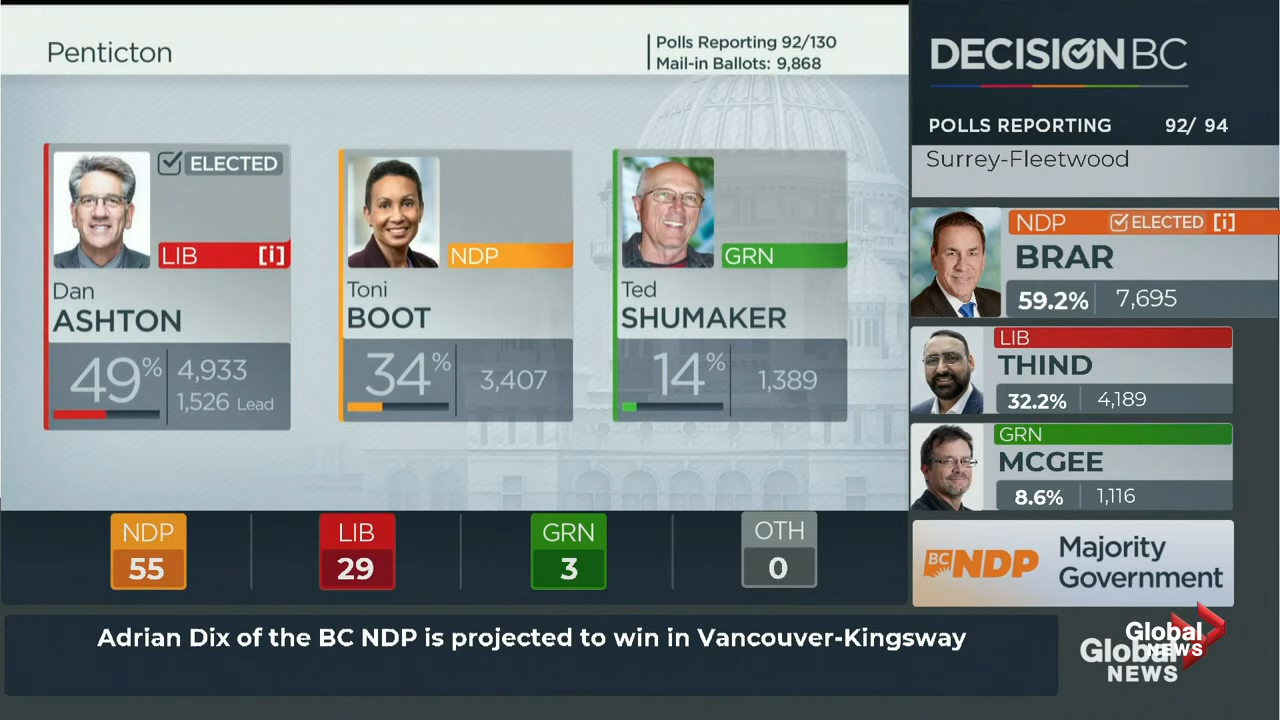 Penticton
Polls Reporting 92/130
Mail-in Ballots: 9,868
ELECTED
LIB [i]
Dan
ASHTON
49%
4,933
1,526 Lead
NDP
Toni
BOOT
34%
3,407
GRN
Ted
SHUMAKER
14%
1,389
DECISION BC
POLLS REPORTING 92/ 94
Surrey-Fleetwood
NDP ELECTED [i]
BRAR
59.2% 7,695
LIB
THIND
32.2% 4,189
GRN
MCGEE
8.6% 1,116
BC NDP
Majority
Government
NDP
55
LIB
29
GRN
3
OTH
0
Adrian Dix of the BC NDP is projected to win in Vancouver-Kingsway
Global
NEWS
Global
NEWS